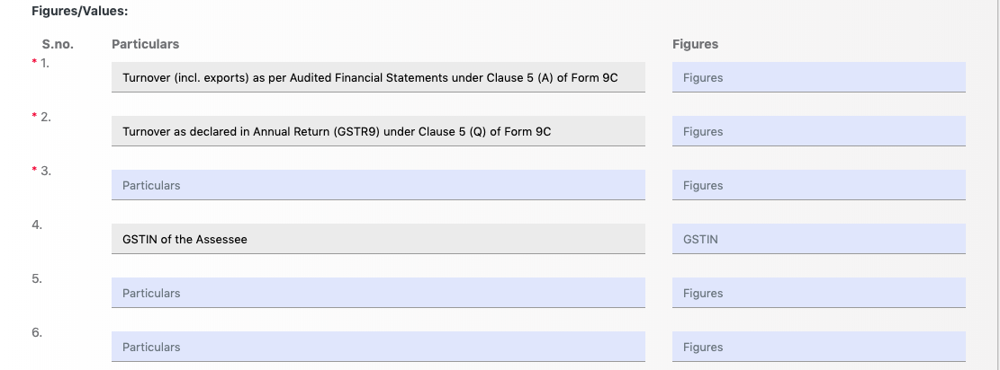 Figures/Values:
S.no. Particulars Figures
* 1. Turnover (incl. exports) as per Audited Financial Statements under Clause 5 (A) of Form 9C Figures
* 2. Turnover as declared in Annual Return (GSTR9) under Clause 5 (Q) of Form 9C Figures
* 3. Particulars Figures
4. GSTIN of the Assessee GSTIN
5. Particulars Figures
6. Particulars Figures